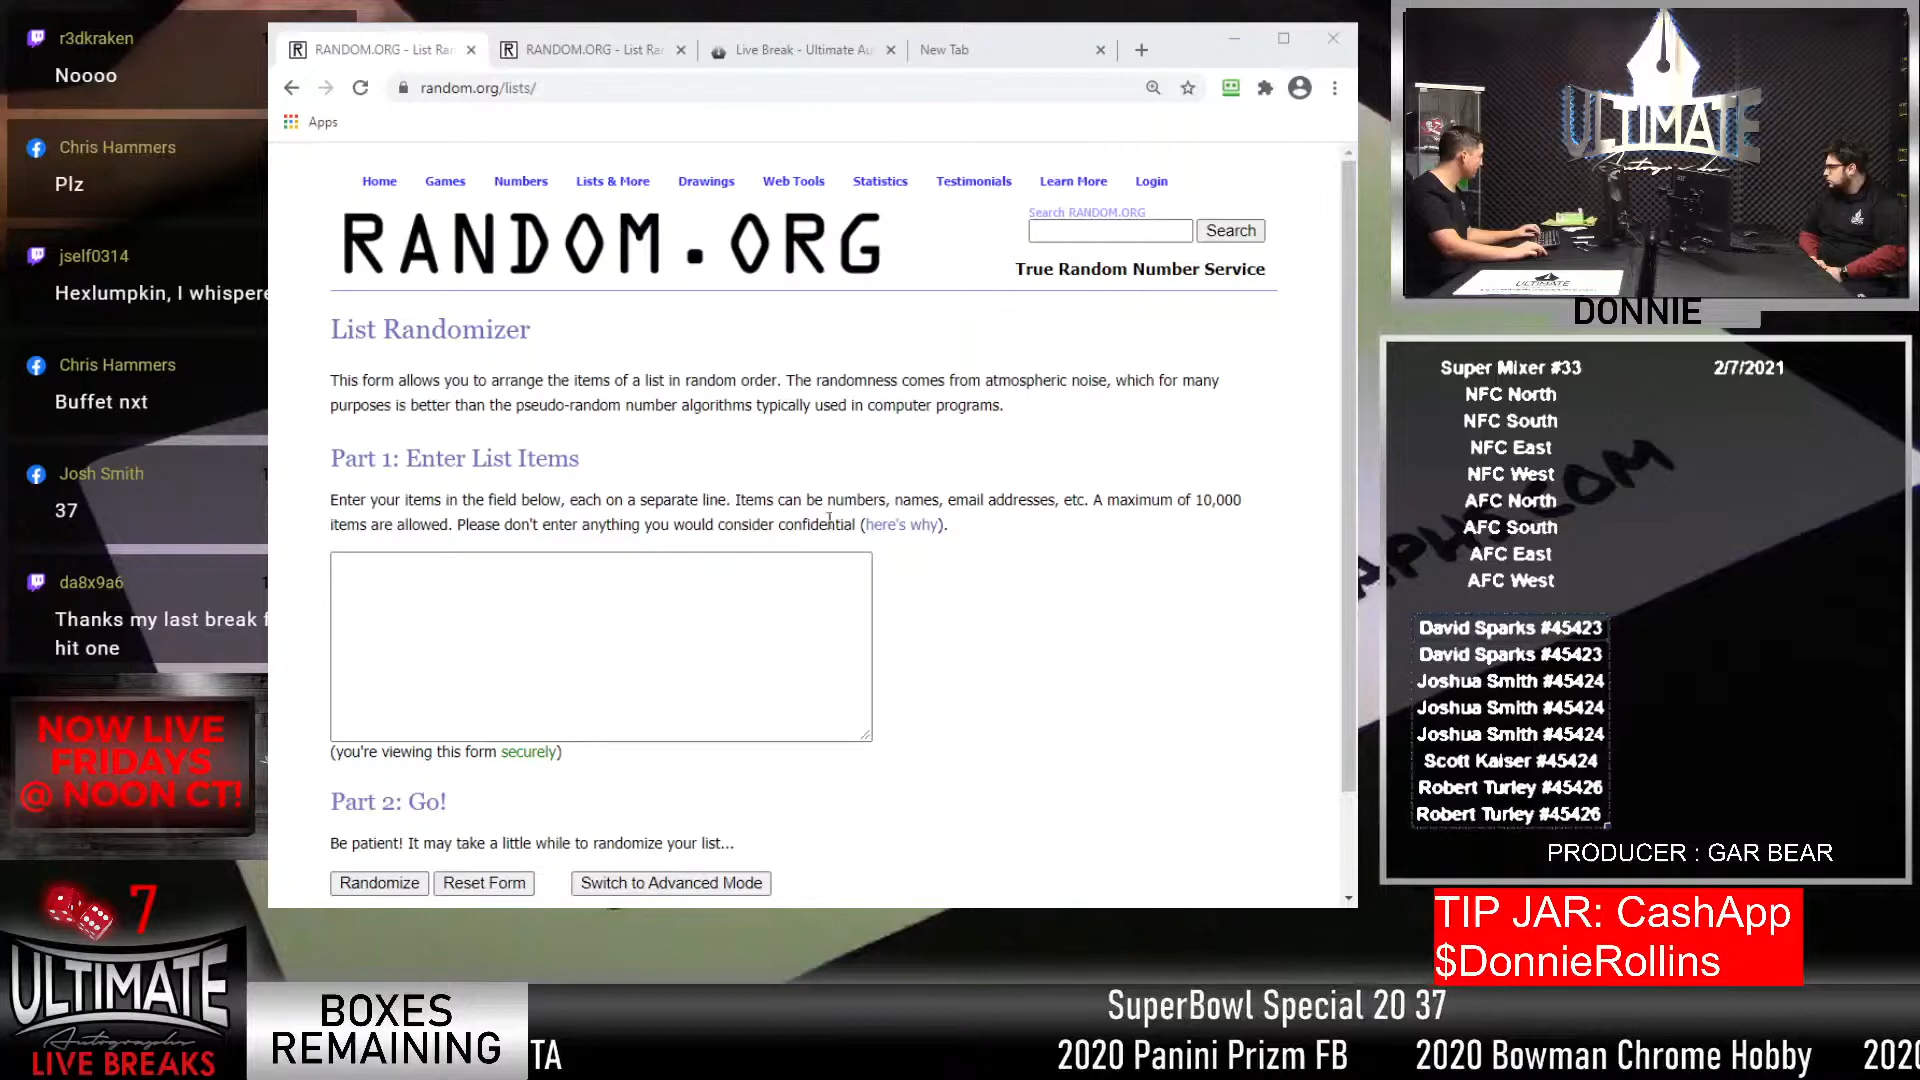 r3dkraken
Noooo
Chris Hammers
Plz
jself0314
Hexlumpkin, I whispere
Chris Hammers
Buffet nxt
Josh Smith
37
da8x9a6
Thanks my last break f
hit one
NOW LIVE
FRIDAYS
@ NOON CT!
7
ULTIMATE
Autographs
LIVE BREAKS
BOXES
REMAINING
RANDOM.ORG - List Ran
RANDOM.ORG - List Ran
Live Break - Ultimate Au
New Tab
random.org/lists/
Apps
Home Games Numbers Lists & More Drawings Web Tools Statistics Testimonials Learn More Login
RANDOM.ORG
Search RANDOM.ORG
Search
True Random Number Service
List Randomizer
This form allows you to arrange the items of a list in random order. The randomness comes from atmospheric noise, which for many
purposes is better than the pseudo-random number algorithms typically used in computer programs.
Part 1: Enter List Items
Enter your items in the field below, each on a separate line. Items can be numbers, names, email addresses, etc. A maximum of 10,000
items are allowed. Please don't enter anything you would consider confidential (here's why).
(you're viewing this form securely)
Part 2: Go!
Be patient! It may take a little while to randomize your list...
Randomize Reset Form Switch to Advanced Mode
ULTIMATE
Autographs
ULTIMATE
DONNIE
Super Mixer #33 2/7/2021
NFC North
NFC South
NFC East
NFC West
AFC North
AFC South
AFC East
AFC West
David Sparks #45423
David Sparks #45423
Joshua Smith #45424
Joshua Smith #45424
Joshua Smith #45424
Scott Kaiser #45424
Robert Turley #45426
Robert Turley #45426
PRODUCER : GAR BEAR
TIP JAR: CashApp
$DonnieRollins
SuperBowl Special 20 37
TA 2020 Panini Prizm FB 2020 Bowman Chrome Hobby 202